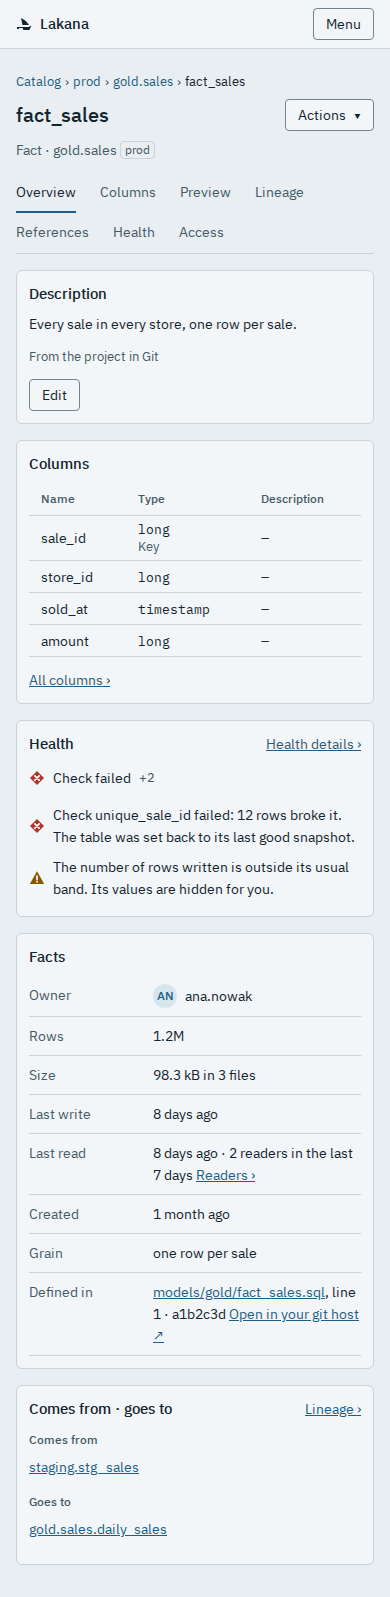 Lakana
Menu
Catalog › prod › gold.sales › fact_sales
fact_sales
Actions ▾
Fact · gold.sales prod
Overview Columns Preview Lineage
References Health Access
Description
Every sale in every store, one row per sale.
From the project in Git
Edit
Columns
Name Type Description
sale_id long Key –
store_id long –
sold_at timestamp –
amount long –
All columns ›
Health
Health details ›
Check failed +2
Check unique_sale_id failed: 12 rows broke it.
The table was set back to its last good snapshot.
The number of rows written is outside its usual
band. Its values are hidden for you.
Facts
Owner AN ana.nowak
Rows 1.2M
Size 98.3 kB in 3 files
Last write 8 days ago
Last read 8 days ago · 2 readers in the last
7 days Readers ›
Created 1 month ago
Grain one row per sale
Defined in models/gold/fact_sales.sql, line
1 · a1b2c3d Open in your git host
↗
Comes from · goes to
Lineage ›
Comes from
staging.stg_sales
Goes to
gold.sales.daily_sales